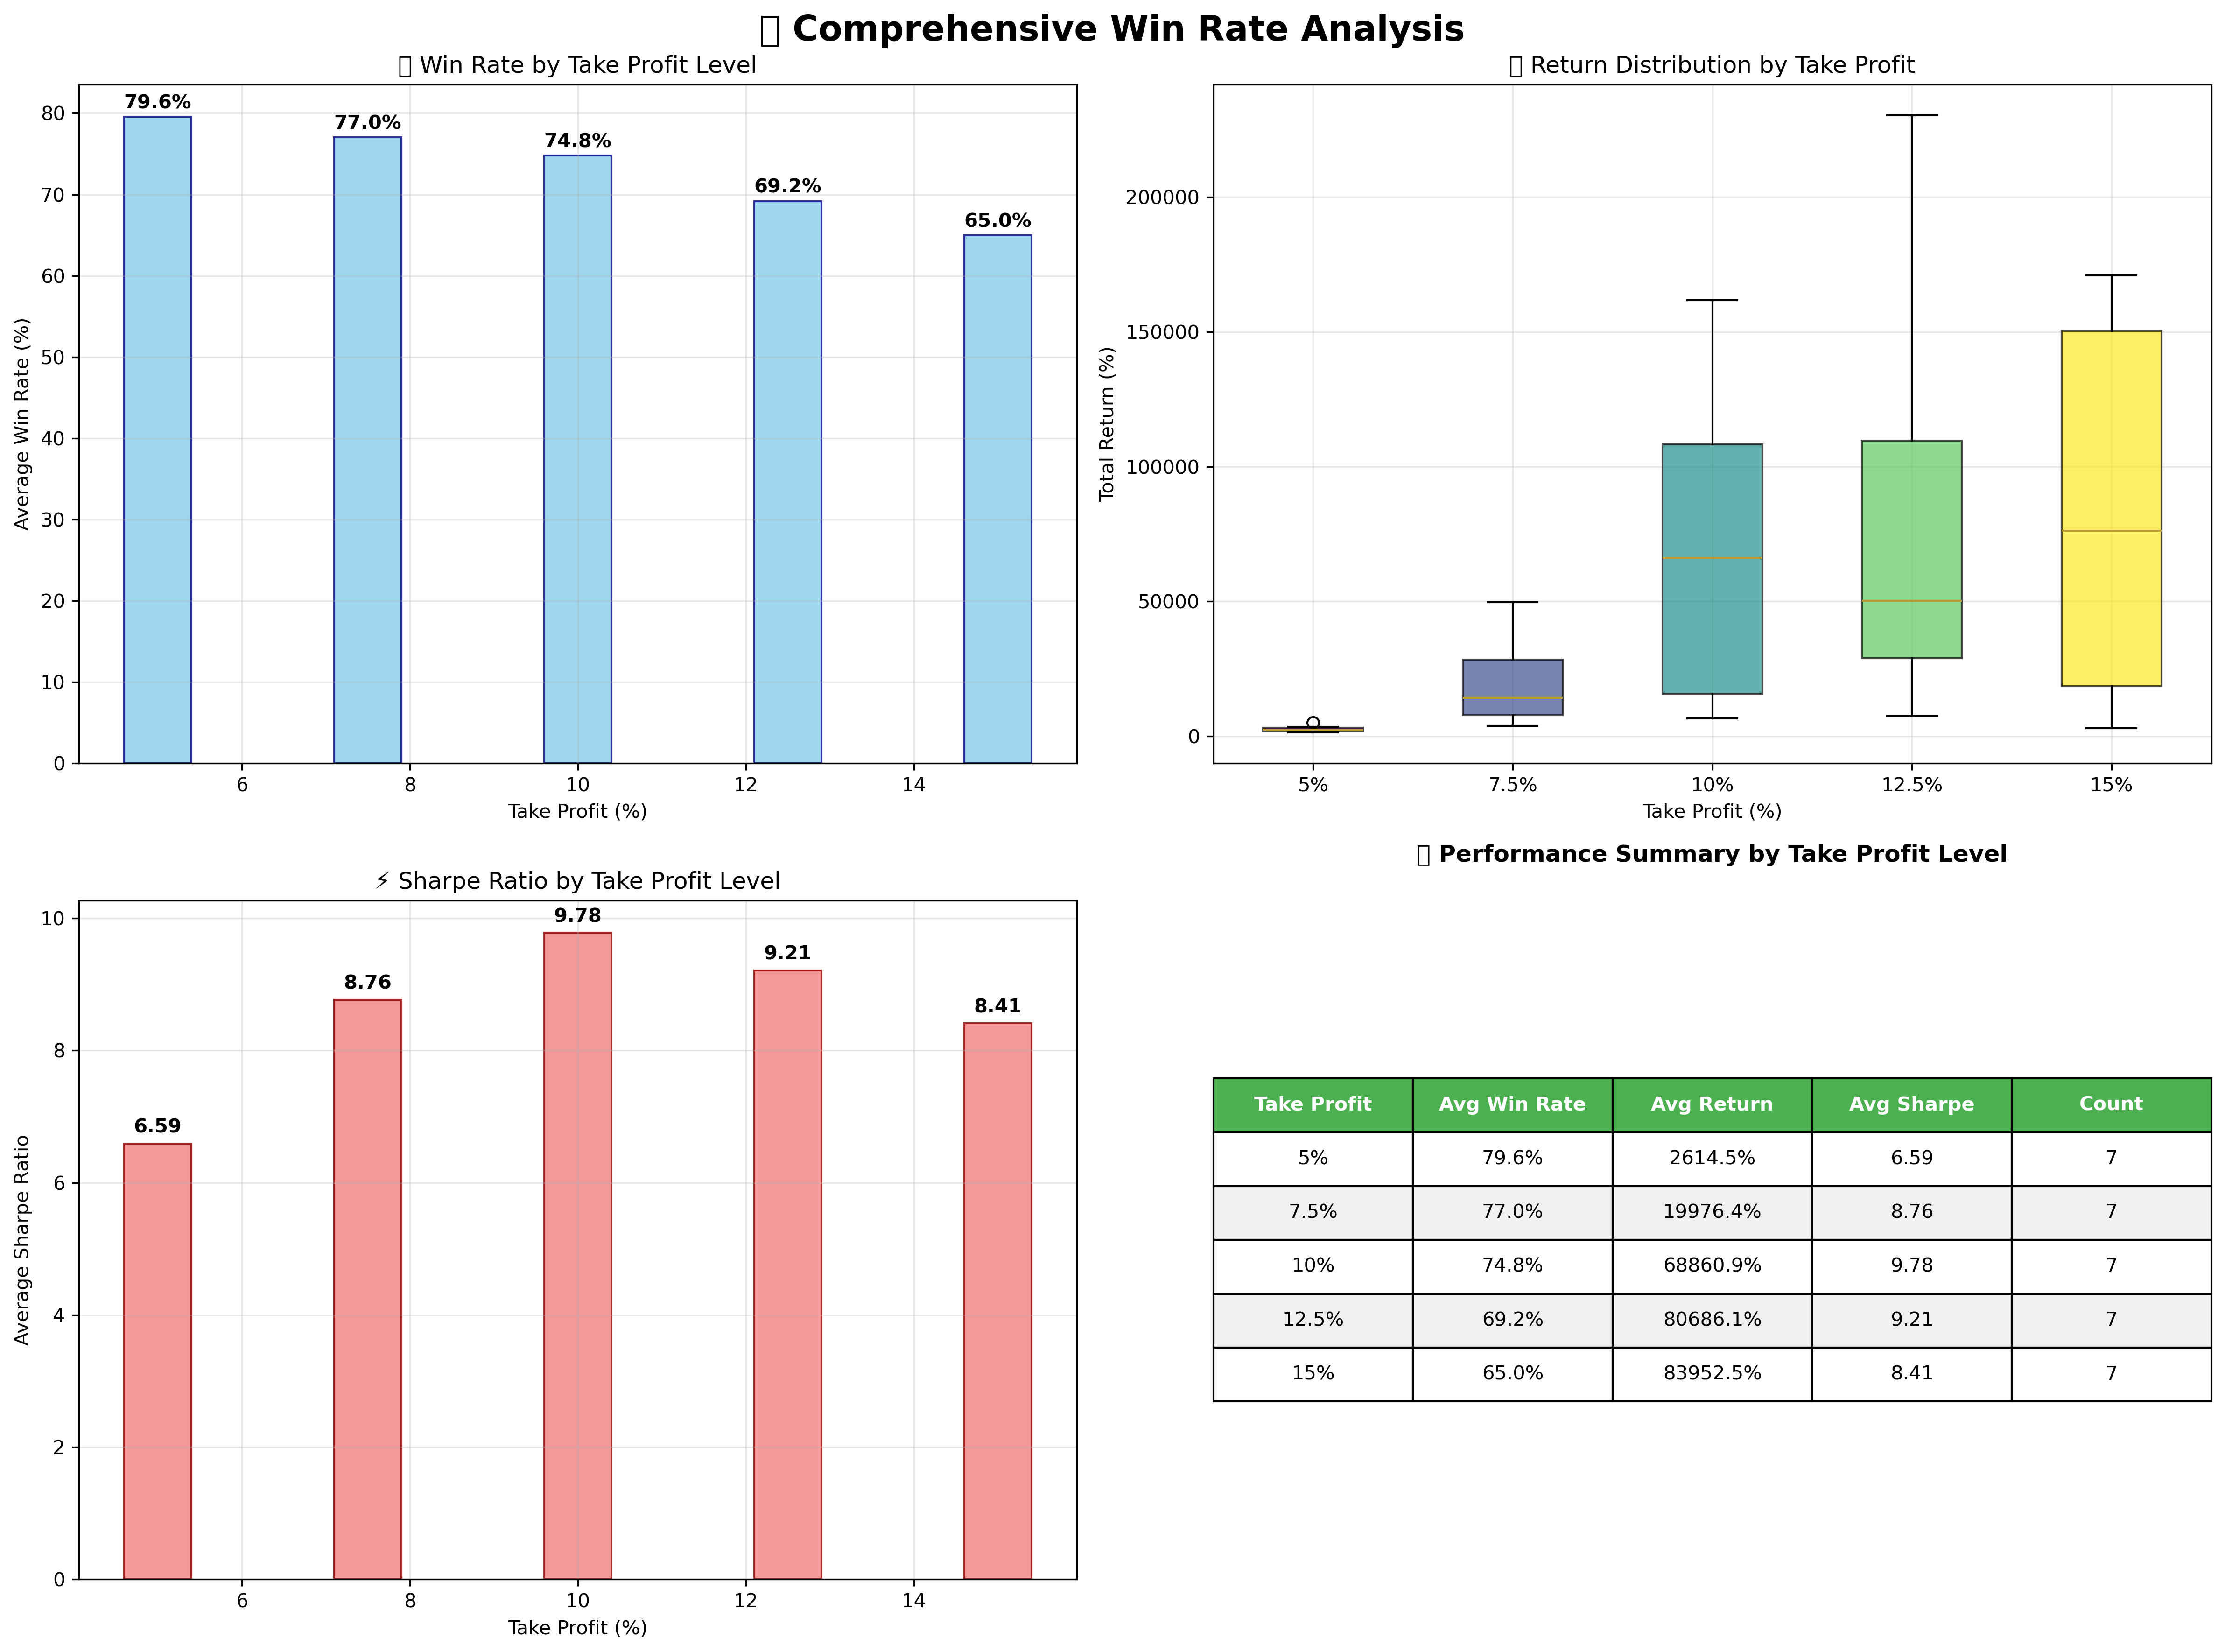 Comprehensive Win Rate Analysis
Win Rate by Take Profit Level
79.6%
77.0%
74.8%
69.2%
65.0%
80
70
60
50
40
30
20
10
0
Average Win Rate (%)
6 8 10 12 14
Take Profit (%)
Return Distribution by Take Profit
200000
150000
100000
50000
0
Total Return (%)
5% 7.5% 10% 12.5% 15%
Take Profit (%)
⚡ Sharpe Ratio by Take Profit Level
6.59
8.76
9.78
9.21
8.41
10
8
6
4
2
0
Average Sharpe Ratio
6 8 10 12 14
Take Profit (%)
Performance Summary by Take Profit Level
Take Profit Avg Win Rate Avg Return Avg Sharpe Count
5% 79.6% 2614.5% 6.59 7
7.5% 77.0% 19976.4% 8.76 7
10% 74.8% 68860.9% 9.78 7
12.5% 69.2% 80686.1% 9.21 7
15% 65.0% 83952.5% 8.41 7